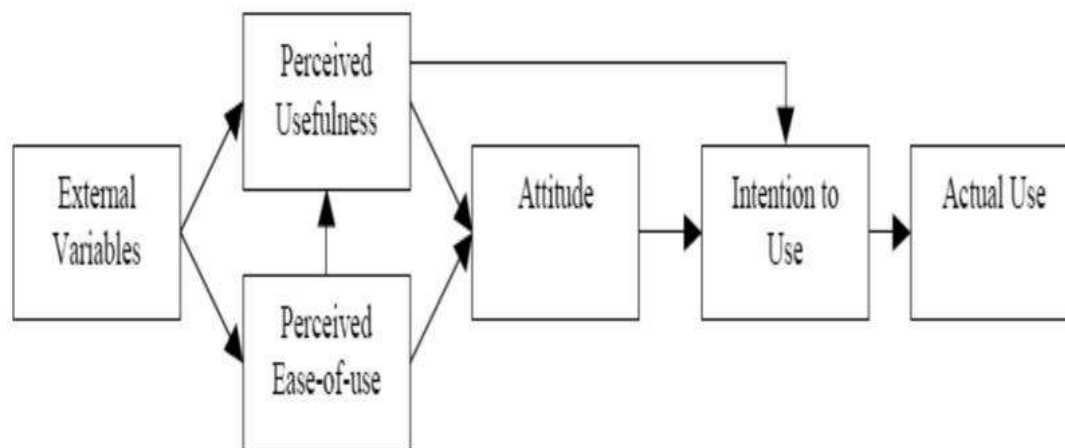 Perceived
Usefulness
External
Variables
Attitude
Intention to
Use
Actual Use
Perceived
Ease-of-use